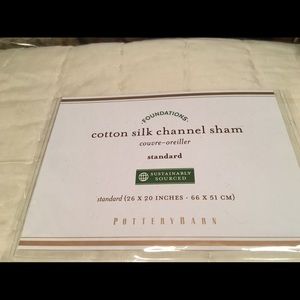 ·FOUNDATIONS·
cotton silk channel sham
couvre-oreiller
standard
SUSTAINABLY
SOURCED
standard (26 X 20 INCHES · 66 X 51 CM)
POTTERYBARN